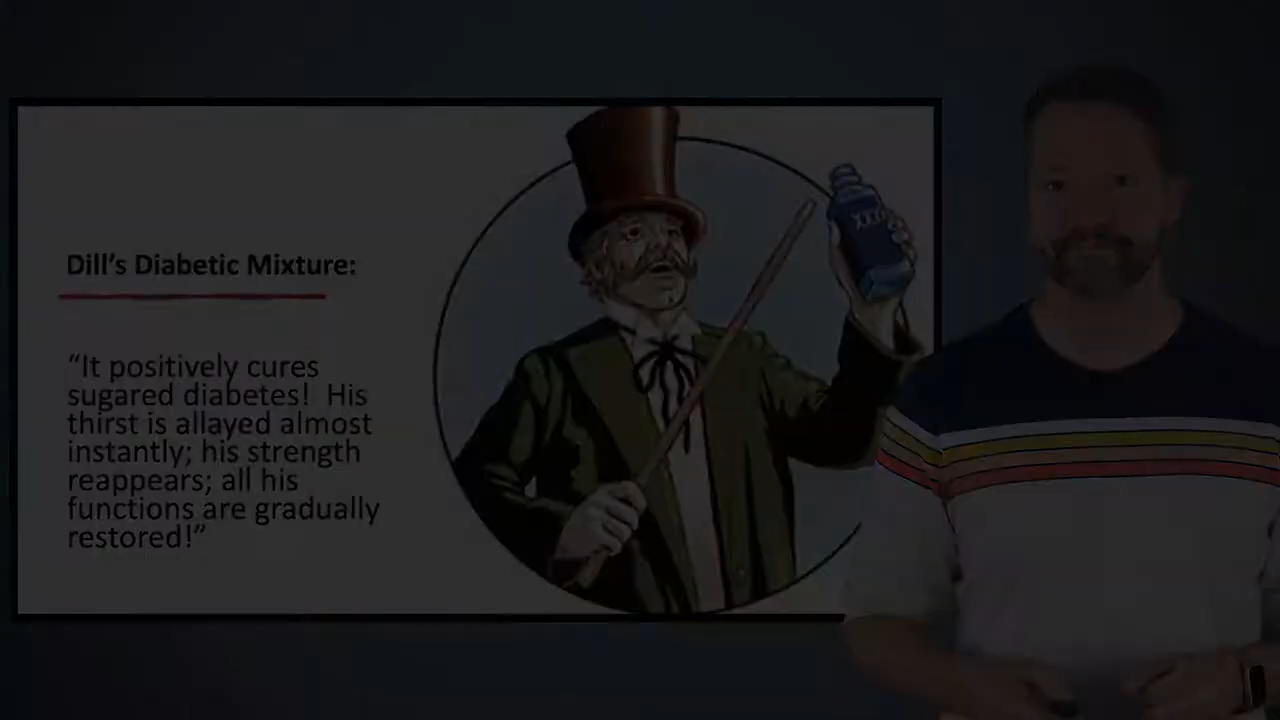 Dill’s Diabetic Mixture:
“It positively cures
sugared diabetes!  His
thirst is allayed almost
instantly; his strength
reappears; all his
functions are gradually
restored!”
XXX